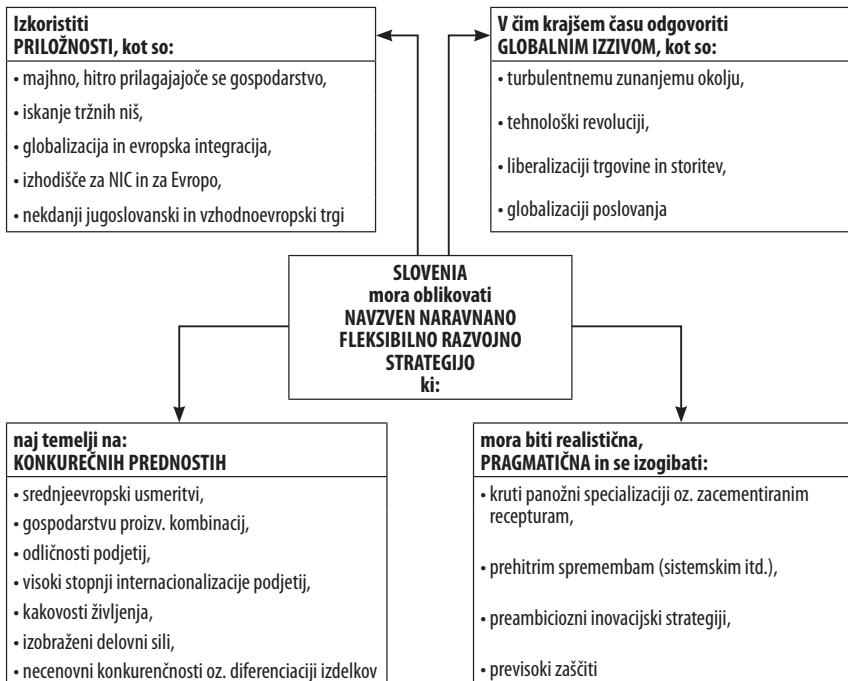 Izkoristiti
PRILOŽNOSTI, kot so:
• majhno, hitro prilagajajoče se gospodarstvo,
• iskanje tržnih niš,
• globalizacija in evropska integracija,
• izhodišče za NIC in za Evropo,
• nekdanji jugoslovanski in vzhodnoevropski trgi
V čim krajšem času odgovoriti
GLOBALNIM IZZIVOM, kot so:
• turbulentnemu zunanjemu okolju,
• tehnološki revoluciji,
• liberalizaciji trgovine in storitev,
• globalizaciji poslovanja
SLOVENIA
mora oblikovati
NAVZVEN NARAVNANO
FLEKSIBILNO RAZVOJNO
STRATEGIJO
ki:
naj temelji na:
KONKUREČNIH PREDNOSTIH
• srednjeevropski usmeritvi,
• gospodarstvu proizv. kombinacij,
• odličnosti podjetij,
• visoki stopnji internacionalizacije podjetij,
• kakovosti življenja,
• izobraženi delovni sili,
• necenovni konkurenčnosti oz. diferenciaciji izdelkov
mora biti realistična,
PRAGMATIČNA in se izogibati:
• kruti panožni specializaciji oz. zacementiranim
recepturam,
• prehitrim spremembam (sistemskim itd.),
• preambiciozni inovacijski strategiji,
• previsoki zaščiti